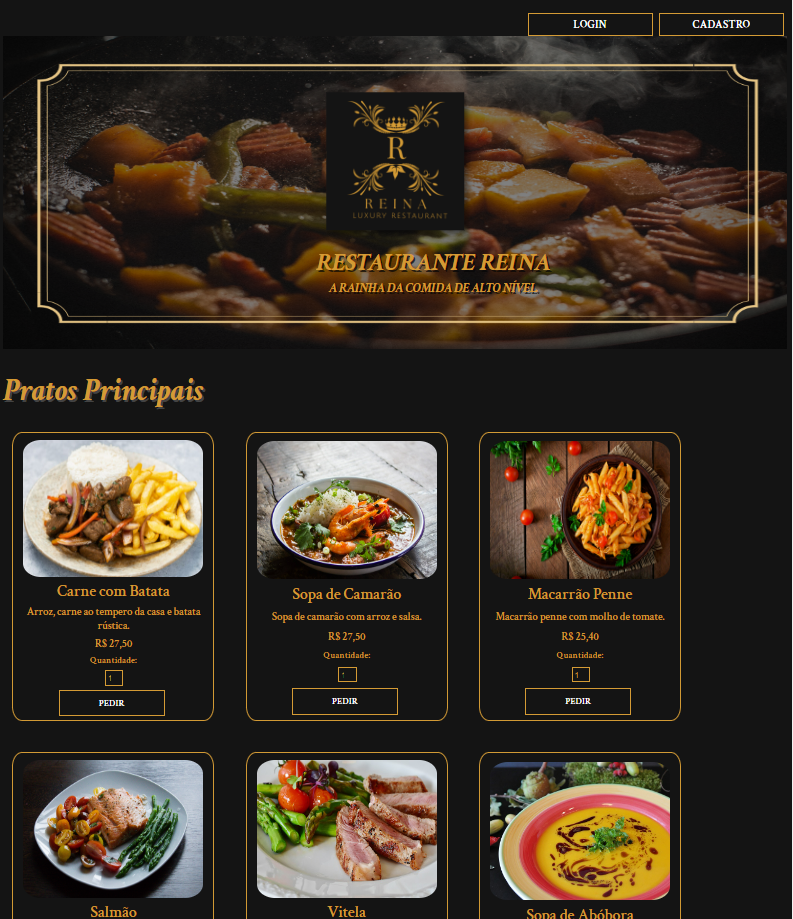 LOGIN
CADASTRO
R
REINA
LUXURY RESTAURANT
RESTAURANTE REINA
A RAINHA DA COMIDA DE ALTO NÍVEL.
Pratos Principais
Carne com Batata
Arroz, carne ao tempero da casa e batata
rústica.
R$ 27,50
Quantidade:
1
PEDIR
Sopa de Camarão
Sopa de camarão com arroz e salsa.
R$ 27,50
Quantidade:
1
PEDIR
Macarrão Penne
Macarrão penne com molho de tomate.
R$ 25,40
Quantidade:
1
PEDIR
Salmão
Vitela
Sopa de Abóbora